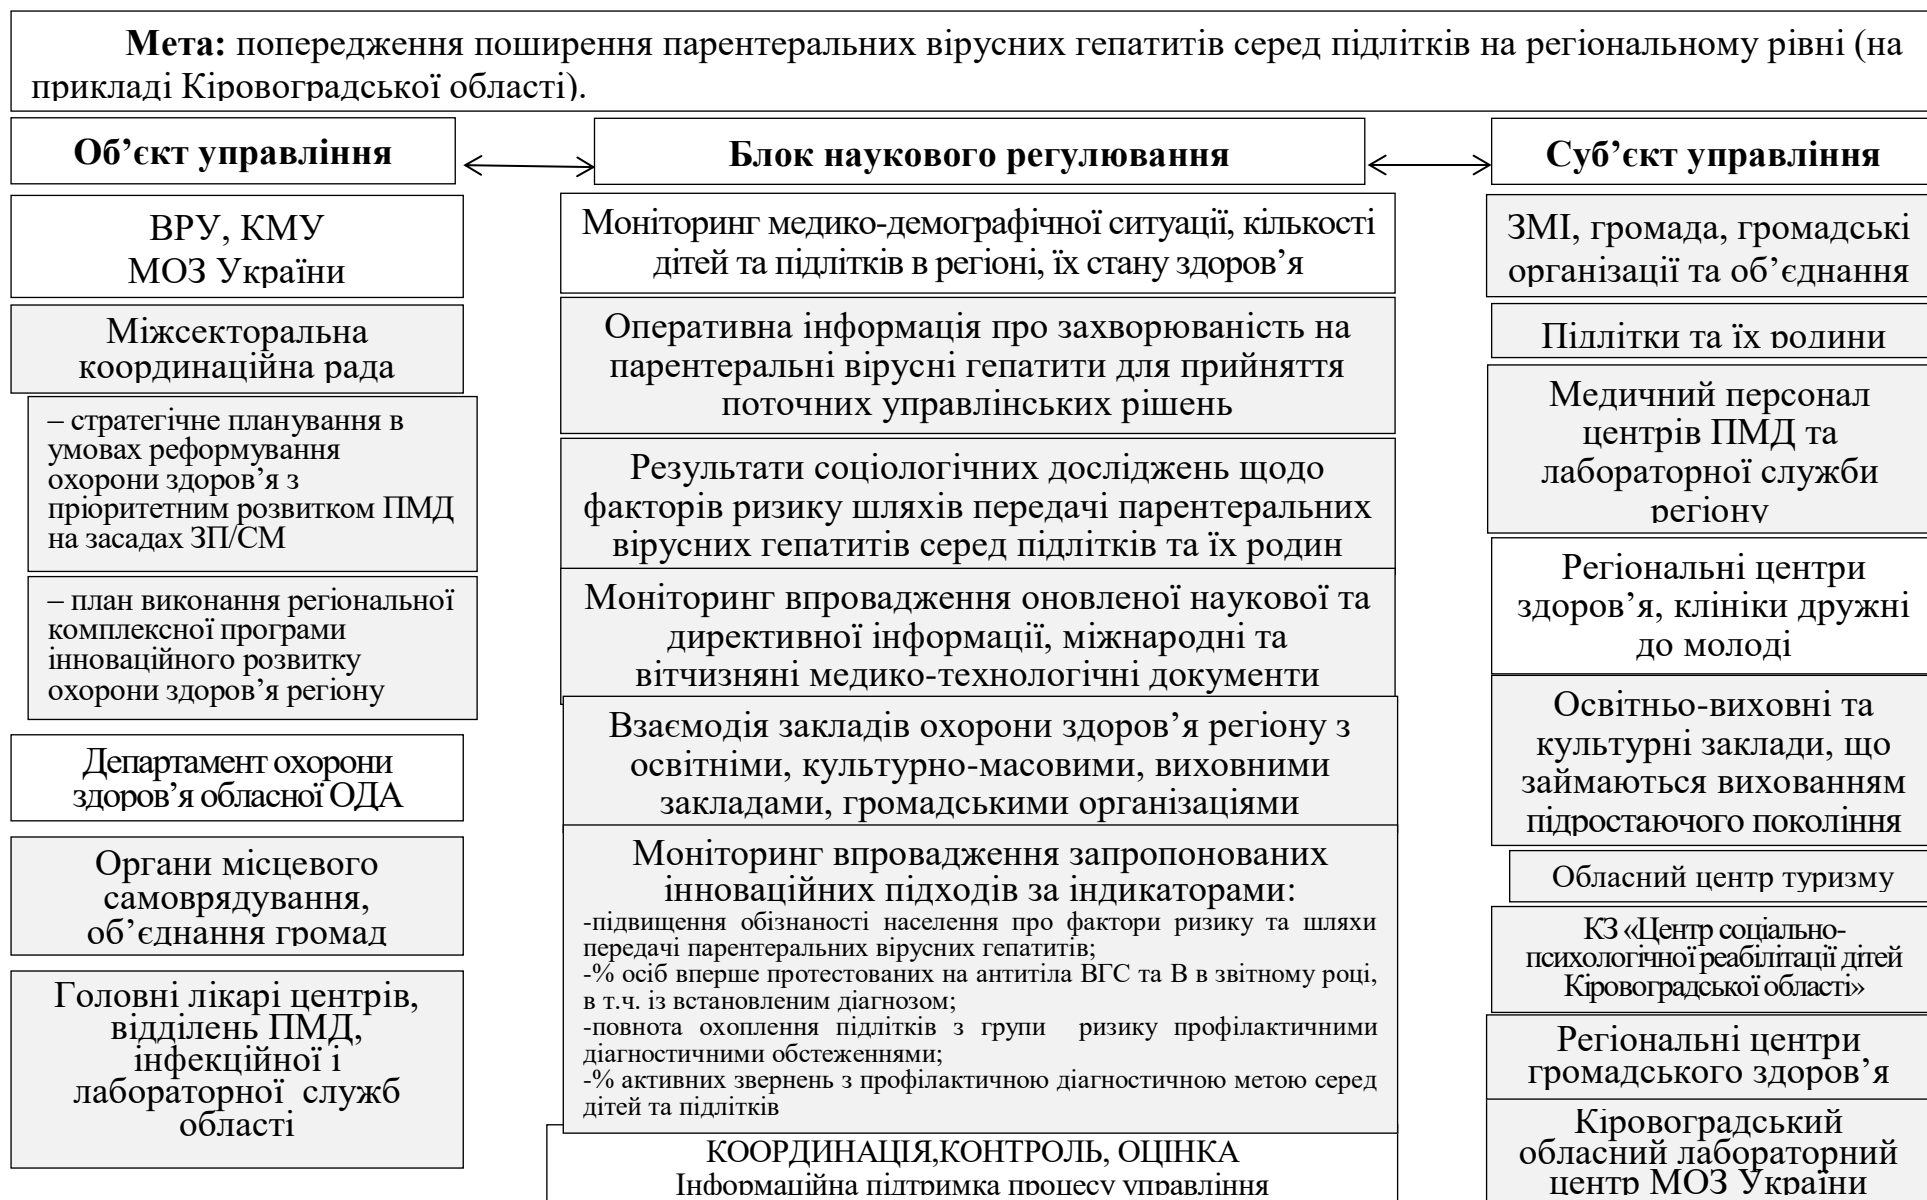 Мета: попередження поширення парентеральних вірусних гепатитів серед підлітків на регіональному рівні (на
прикладі Кіровоградської області).
Об’єкт управління
ВРУ, КМУ
МОЗ України
Міжсекторальна
координаційна рада
– стратегічне планування в
умовах реформування
охорони здоров’я з
пріоритетним розвитком ПМД
на засадах ЗП/СМ
– план виконання регіональної
комплексної програми
інноваційного розвитку
охорони здоров’я регіону
Департамент охорони
здоров’я обласної ОДА
Органи місцевого
самоврядування,
об’єднання громад
Головні лікарі центрів,
відділень ПМД,
інфекційної і
лабораторної служб
області
Блок наукового регулювання
Моніторинг медико-демографічної ситуації, кількості
дітей та підлітків в регіоні, їх стану здоров’я
Оперативна інформація про захворюваність на
парентеральні вірусні гепатити для прийняття
поточних управлінських рішень
Результати соціологічних досліджень щодо
факторів ризику шляхів передачі парентеральних
вірусних гепатитів серед підлітків та їх родин
Моніторинг впровадження оновленої наукової та
директивної інформації, міжнародні та
вітчизняні медико-технологічні документи
Взаємодія закладів охорони здоров’я регіону з
освітніми, культурно-масовими, виховними
закладами, громадськими організаціями
Моніторинг впровадження запропонованих
інноваційних підходів за індикаторами:
-підвищення обізнаності населення про фактори ризику та шляхи
передачі парентеральних вірусних гепатитів;
-% осіб вперше протестованих на антитіла ВГС та В в звітному році,
в т.ч. із встановленим діагнозом;
-повнота охоплення підлітків з групи ризику профілактичними
діагностичними обстеженнями;
-% активних звернень з профілактичною діагностичною метою серед
дітей та підлітків
КООРДИНАЦІЯ,КОНТРОЛЬ, ОЦІНКА
Інформаційна підтримка процесу управління
Суб’єкт управління
ЗМІ, громада, громадські
організації та об’єднання
Підлітки та їх родини
Медичний персонал
центрів ПМД та
лабораторної служби
регіону
Регіональні центри
здоров’я, клініки дружні
до молоді
Освітньо-виховні та
культурні заклади, що
займаються вихованням
підростаючого покоління
Обласний центр туризму
КЗ «Центр соціально-
психологічної реабілітації дітей
Кіровоградської області»
Регіональні центри
громадського здоров’я
Кіровоградський
обласний лабораторний
центр МОЗ України